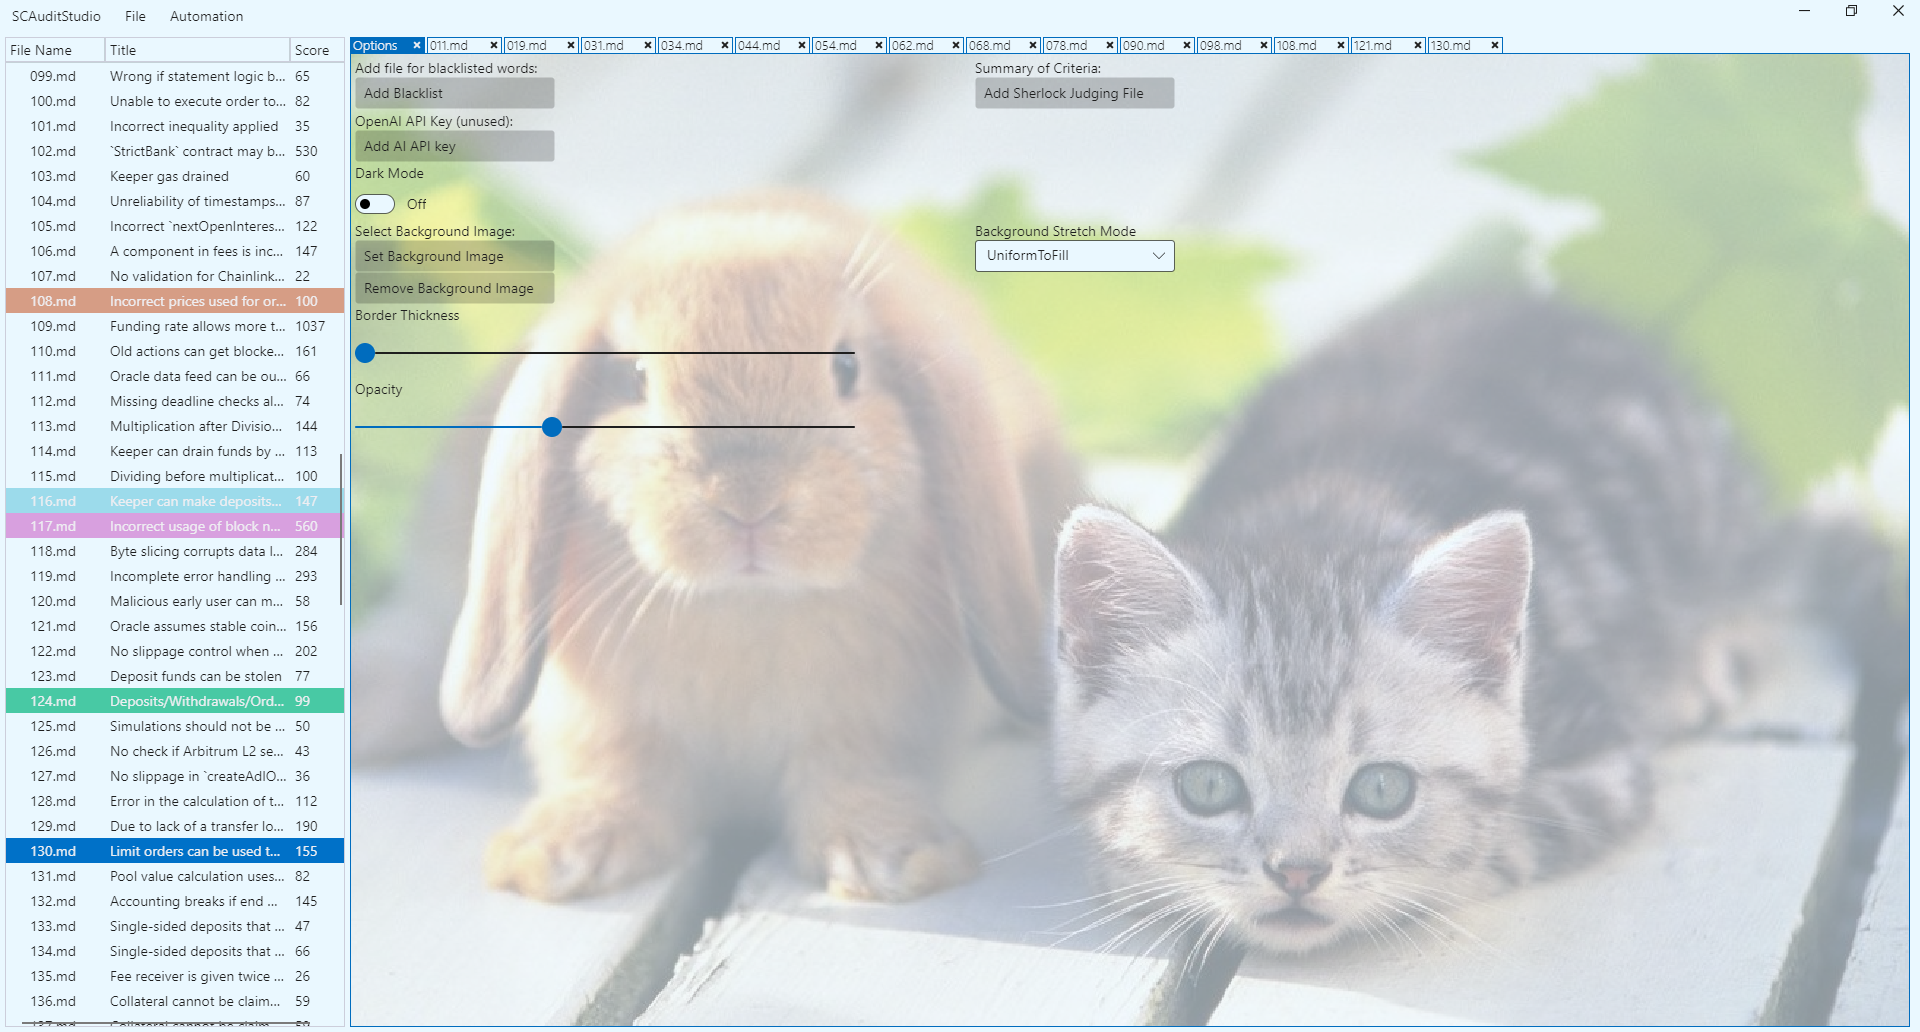 SCAuditStudio File Automation
File Name Title Score
099.md Wrong if statement logic b... 65
100.md Unable to execute order to... 82
101.md Incorrect inequality applied 35
102.md `StrictBank` contract may b... 530
103.md Keeper gas drained 60
104.md Unreliability of timestamps... 87
105.md Incorrect `nextOpenInteres... 122
106.md A component in fees is inc... 147
107.md No validation for Chainlink... 22
108.md Incorrect prices used for or... 100
109.md Funding rate allows more t... 1037
110.md Old actions can get blocke... 161
111.md Oracle data feed can be ou... 66
112.md Missing deadline checks al... 74
113.md Multiplication after Divisio... 144
114.md Keeper can drain funds by ... 113
115.md Dividing before multiplicat... 100
116.md Keeper can make deposits... 147
117.md Incorrect usage of block n... 560
118.md Byte slicing corrupts data l... 284
119.md Incomplete error handling ... 293
120.md Malicious early user can m... 58
121.md Oracle assumes stable coin... 156
122.md No slippage control when ... 202
123.md Deposit funds can be stolen 77
124.md Deposits/Withdrawals/Ord... 99
125.md Simulations should not be ... 50
126.md No check if Arbitrum L2 se... 43
127.md No slippage in `createAdlO... 36
128.md Error in the calculation of t... 112
129.md Due to lack of a transfer lo... 190
130.md Limit orders can be used t... 155
131.md Pool value calculation uses... 82
132.md Accounting breaks if end ... 145
133.md Single-sided deposits that ... 47
134.md Single-sided deposits that ... 66
135.md Fee receiver is given twice ... 26
136.md Collateral cannot be claim... 59
137.md Collateral cannot be claim... 59
Options 011.md 019.md 031.md 034.md 044.md 054.md 062.md 068.md 078.md 090.md 098.md 108.md 121.md 130.md
Add file for blacklisted words:
Add Blacklist
OpenAI API Key (unused):
Add AI API key
Dark Mode
Off
Select Background Image:
Set Background Image
Remove Background Image
Border Thickness
Opacity
Summary of Criteria:
Add Sherlock Judging File
Background Stretch Mode
UniformToFill